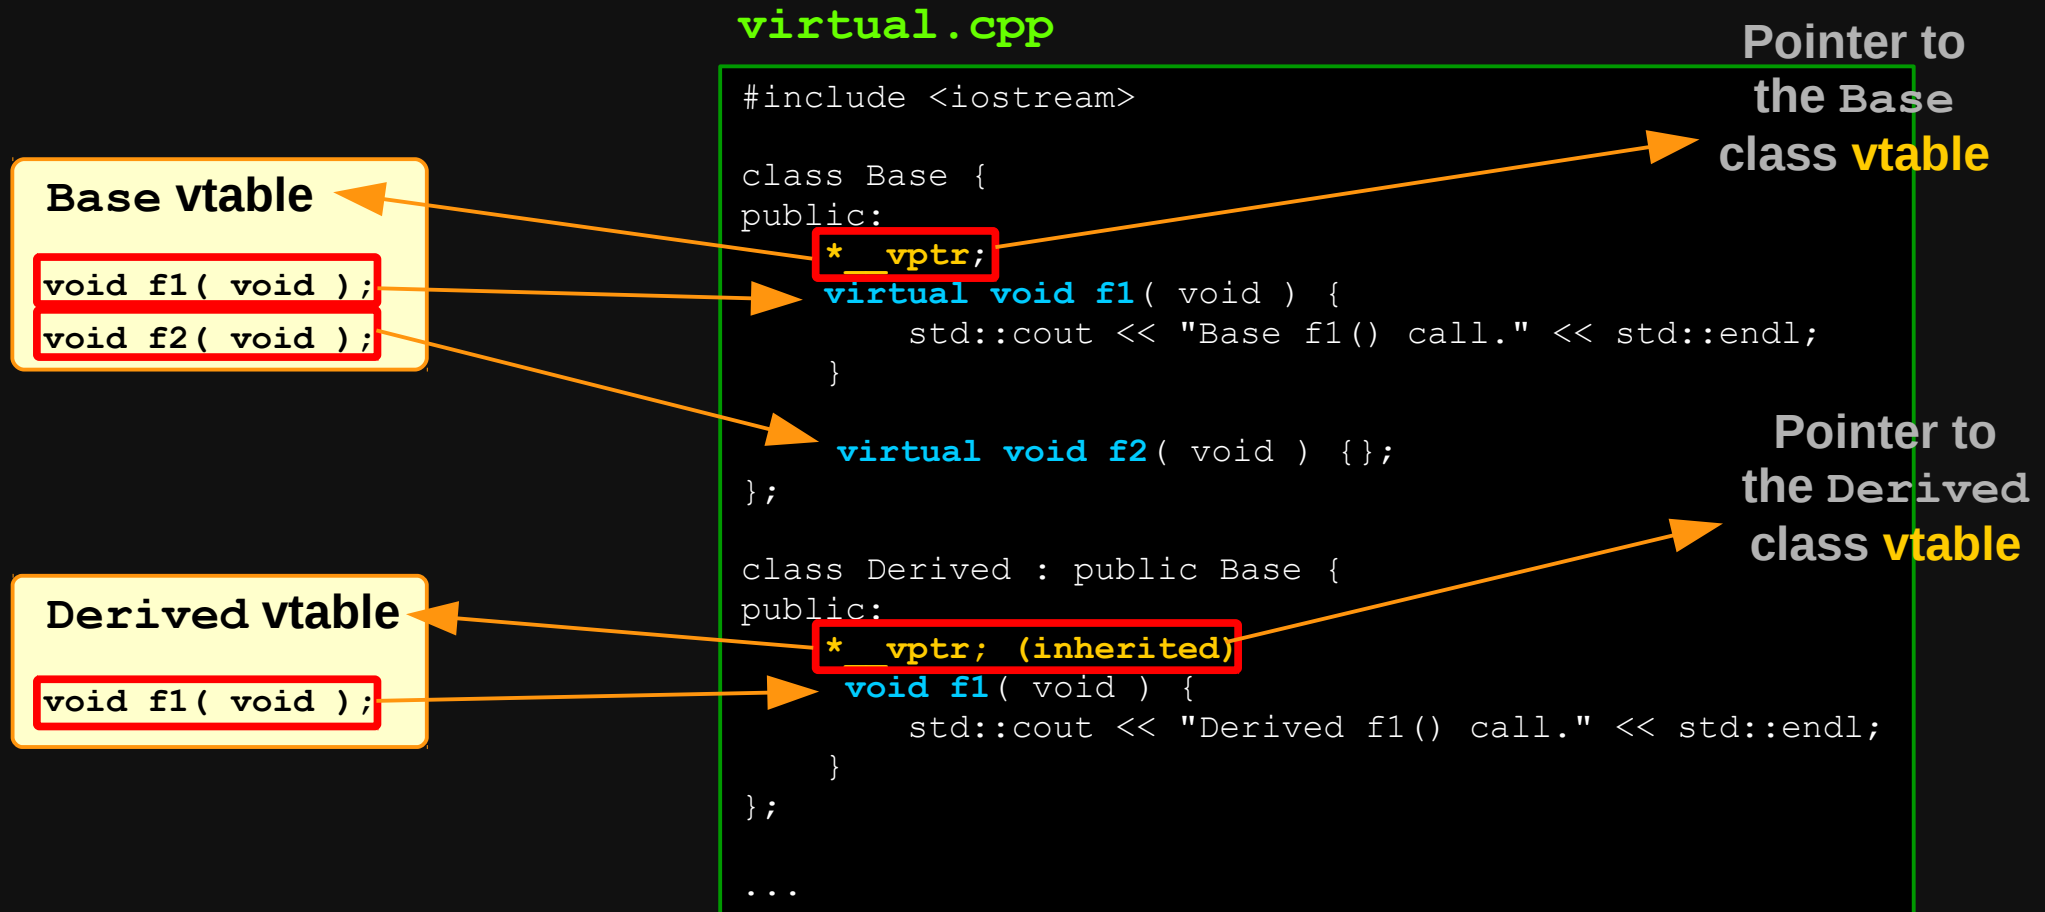 virtual.cpp
Pointer to
the Base
class vtable
#include <iostream>
class Base {
public:
*__vptr;
virtual void f1( void ) {
std::cout << "Base f1() call." << std::endl;
}
virtual void f2( void ) {};
};
class Derived : public Base {
public:
*__vptr; (inherited)
void f1( void ) {
std::cout << "Derived f1() call." << std::endl;
}
};
...
Base vtable
void f1( void );
void f2( void );
Derived vtable
void f1( void );
Pointer to
the Derived
class vtable